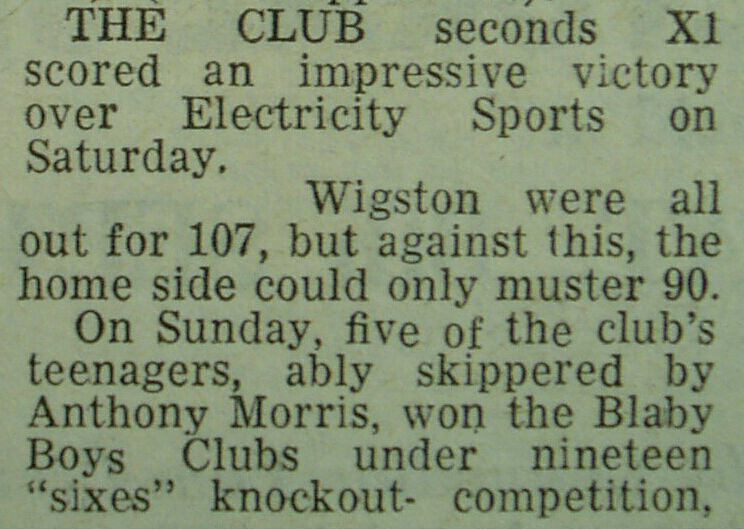 THE CLUB seconds X1
scored an impressive victory
over Electricity Sports on
Saturday.
Wigston were all
out for 107, but against this, the
home side could only muster 90.
On Sunday, five of the club's
teenagers, ably skippered by
Anthony Morris, won the Blaby
Boys Clubs under nineteen
“sixes” knockout- competition,